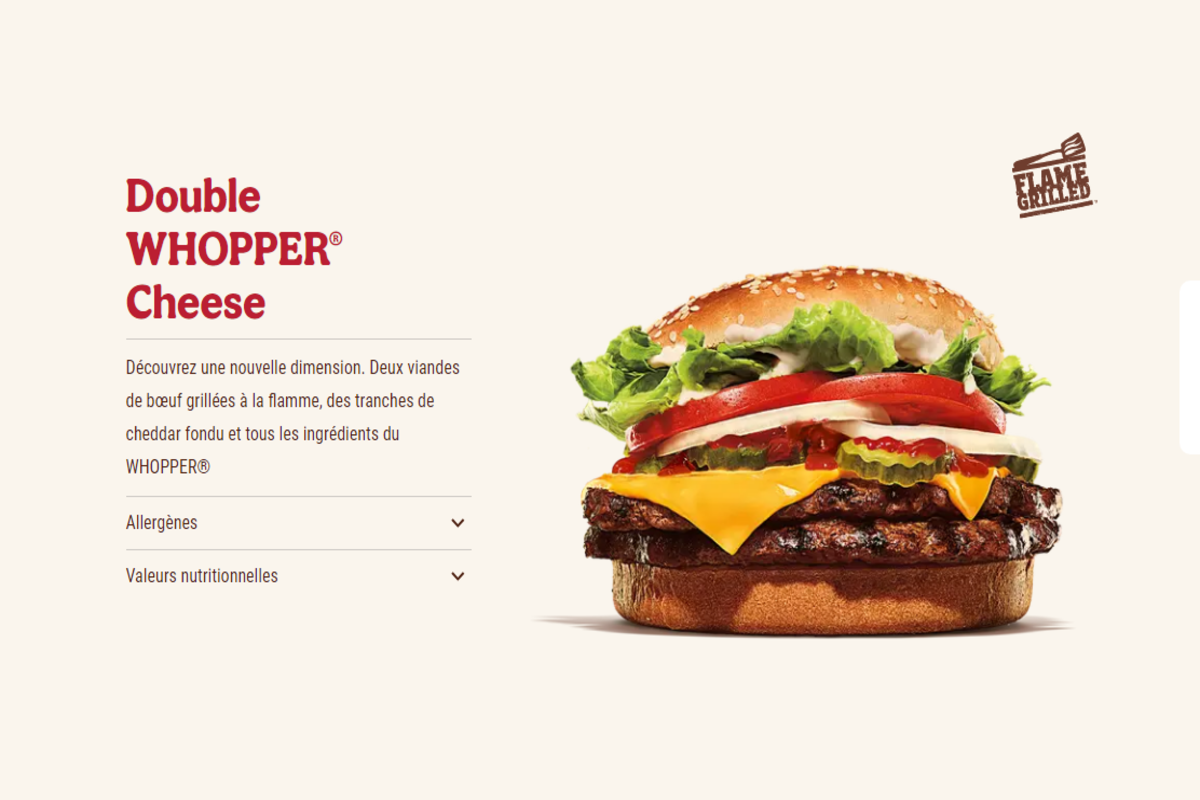 Double
WHOPPER®
Cheese
Découvrez une nouvelle dimension. Deux viandes
de bœuf grillées à la flamme, des tranches de
cheddar fondu et tous les ingrédients du
WHOPPER®
Allergènes
Valeurs nutritionnelles
FLAME
GRILLED™